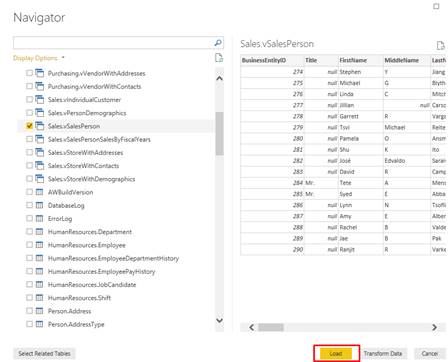 Navigator
Display Options
Purchasing.vVendorWithAddresses
Purchasing.vVendorWithContacts
Sales.vIndividualCustomer
Sales.vPersonDemographics
Sales.vSalesPerson
Sales.vSalesPersonSalesByFiscalYears
Sales.vStoreWithAddresses
Sales.vStoreWithContacts
Sales.vStoreWithDemographics
AWBuildVersion
DatabaseLog
ErrorLog
HumanResources.Department
HumanResources.Employee
HumanResources.EmployeeDepartmentHistory
HumanResources.EmployeePayHistory
HumanResources.JobCandidate
HumanResources.Shift
Person.Address
Person.AddressType
Sales.vSalesPerson
BusinessEntityID Title FirstName MiddleName LastN
274 null Stephen Y Jiang
275 null Michael G Blyth
276 null Linda C Mitch
277 null Jillian null Carso
278 null Garrett R Varga
279 null Tsvi Michael Reite
280 null Pamela O Ansm
281 null Shu K Ito
282 null José Edvaldo Sarai
283 null David R Camp
284 Mr. Tete A Mens
285 Mr. Syed E Abba
286 null Lynn N Tsofli
287 null Amy E Alber
288 null Rachel B Valde
289 null Jae B Pak
290 null Ranjit R Varke
Select Related Tables
Load
Transform Data
Cancel